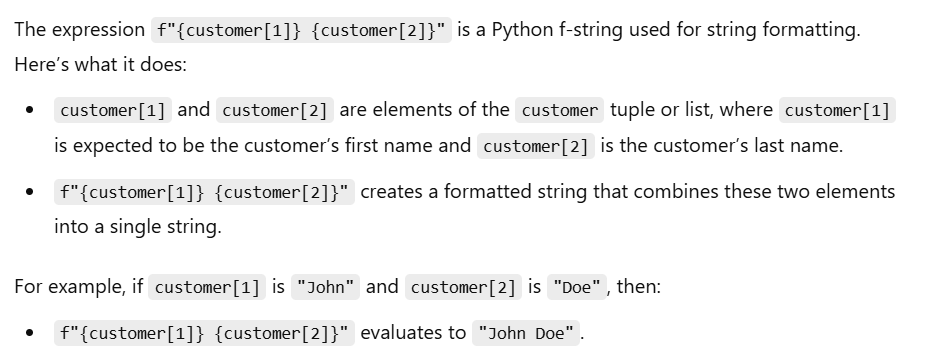 The expression f"{customer[1]} {customer[2]}" is a Python f-string used for string formatting.
Here’s what it does:
• customer[1] and customer[2] are elements of the customer tuple or list, where customer[1]
is expected to be the customer’s first name and customer[2] is the customer’s last name.
• f"{customer[1]} {customer[2]}" creates a formatted string that combines these two elements
into a single string.
For example, if customer[1] is "John" and customer[2] is "Doe", then:
• f"{customer[1]} {customer[2]}" evaluates to "John Doe".